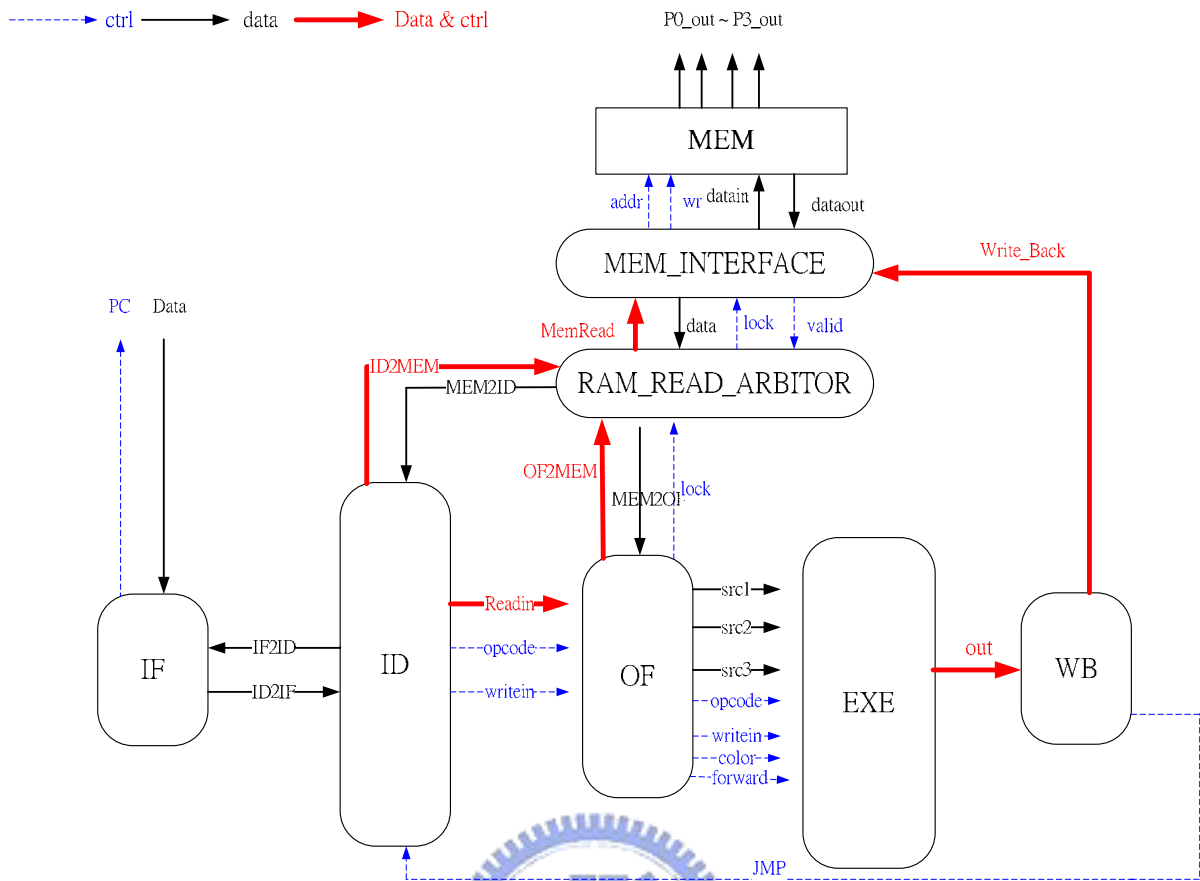 ctrl data Data & ctrl
P0_out ~ P3_out
MEM
addr wr datain dataout
MEM_INTERFACE
Write_Back
PC Data
MemRead data lock valid
ID2MEM
MEM2ID
RAM_READ_ARBITOR
OF2MEM
MEM2OF lock
IF
IF2ID
ID2IF
ID
Readin
opcode
writein
OF
src1
src2
src3
opcode
writein
color
forward
EXE
out
WB
JMP